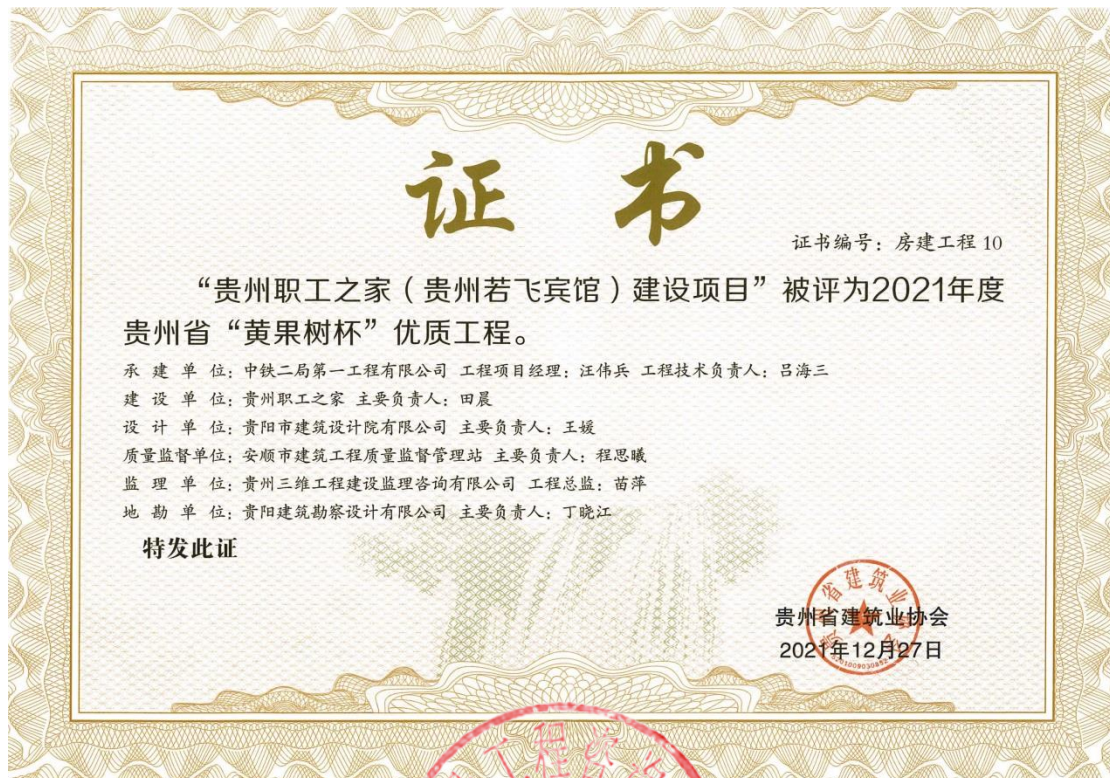 证 书
证书编号：房建工程 10
“贵州职工之家（贵州若飞宾馆）建设项目”被评为2021年度
贵州省“黄果树杯”优质工程。
承 建 单 位：中铁二局第一工程有限公司 工程项目经理：汪伟兵 工程技术负责人：吕海三
建 设 单 位：贵州职工之家 主要负责人：田晨
设 计 单 位：贵阳市建筑设计院有限公司 主要负责人：王媛
质量监督单位：安顺市建筑工程质量监督管理站 主要负责人：程思曦
监 理 单 位：贵州三维工程建设监理咨询有限公司 工程总监：苗萍
地 勘 单 位：贵阳建筑勘察设计有限公司 主要负责人：丁晓江
特发此证
贵州省建筑业协会
贵州省建筑业协会
2021年12月27日
工程